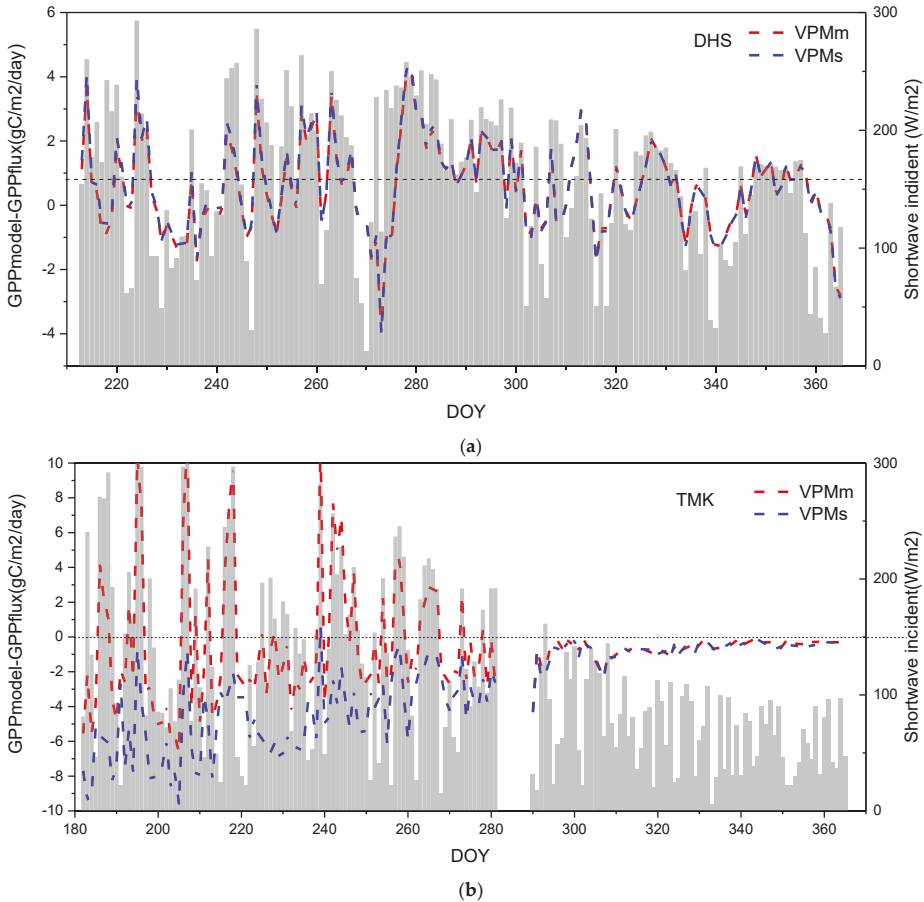 6
4
2
0
-2
-4
GPPmodel-GPPflux(gC/m2/day)
DHS
VPMm
VPMs
300
200
100
0
Shortwave indident (W/m2)
220 240 260 280 300 320 340 360
DOY
(a)
10
8
6
4
2
0
-2
-4
-6
-8
-10
GPPmodel-GPPflux(gC/m2/day)
TMK
VPMm
VPMs
300
200
100
0
Shortwave incident(W/m2)
180 200 220 240 260 280 300 320 340 360
DOY
(b)